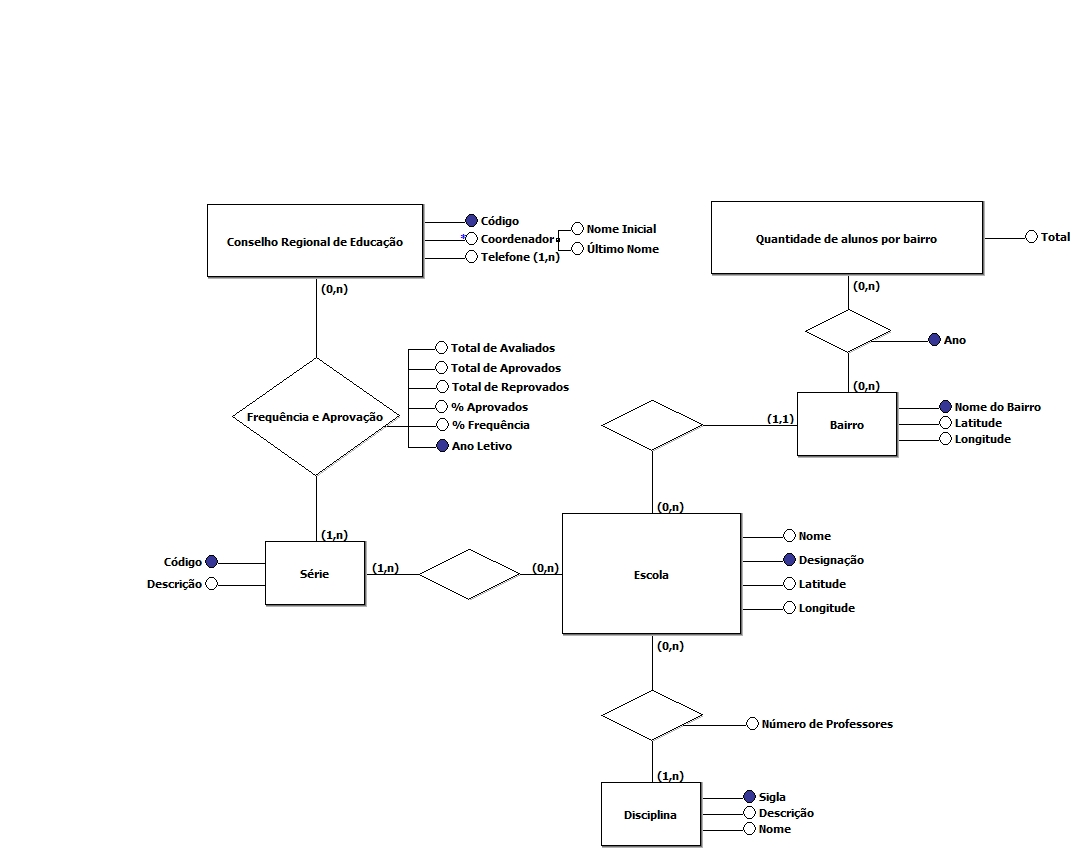 Conselho Regional de Educação
Código
*Coordenador
Nome Inicial
Último Nome
Telefone (1,n)
Quantidade de alunos por bairro
Total
(0,n)
(0,n)
Ano
(0,n)
Frequência e Aprovação
Total de Avaliados
Total de Aprovados
Total de Reprovados
% Aprovados
% Frequência
Ano Letivo
Bairro
Nome do Bairro
Latitude
Longitude
(1,1)
(0,n)
(1,n)
Código
Descrição
Série
(1,n)
(0,n)
Escola
Nome
Designação
Latitude
Longitude
(0,n)
Número de Professores
(1,n)
Disciplina
Sigla
Descrição
Nome